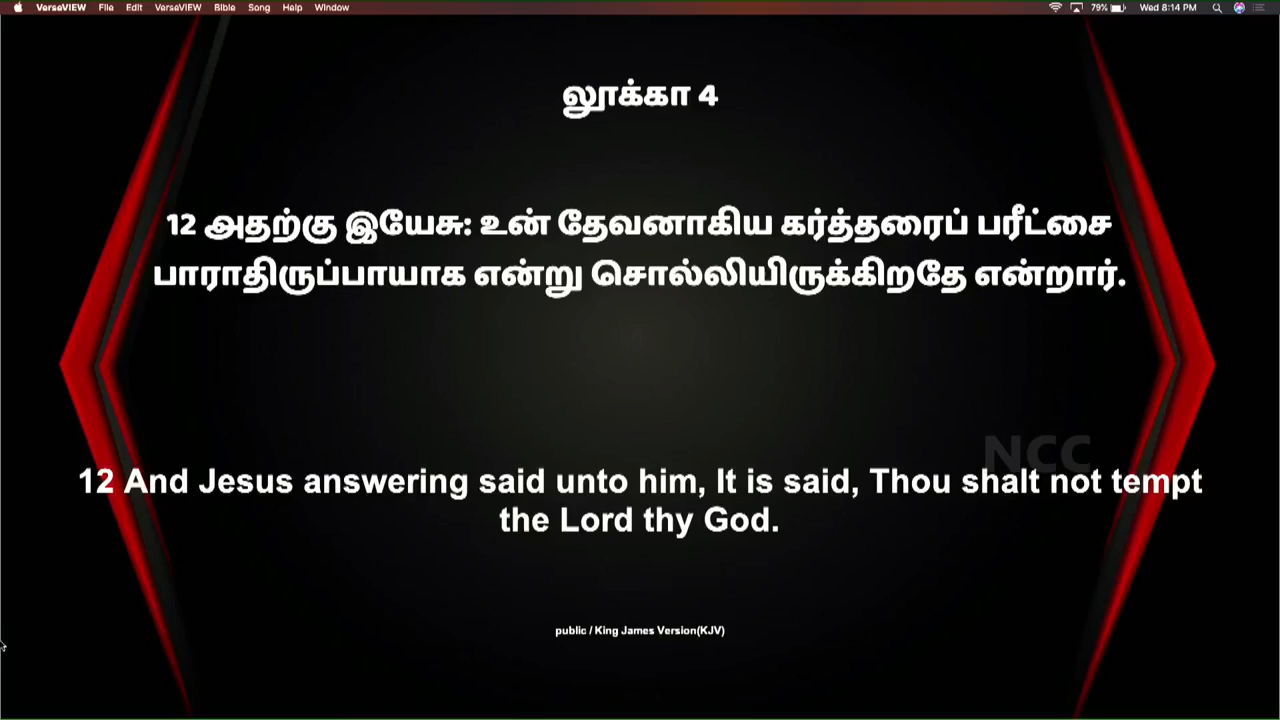 VerseVIEW File Edit VerseVIEW Bible Song Help Window 79% Wed 8:14 PM
லூக்கா 4
12 அதற்கு இயேசு: உன் தேவனாகிய கர்த்தரைப் பரீட்சை
பாராதிருப்பாயாக என்று சொல்லியிருக்கிறதே என்றார்.
NCC
12 And Jesus answering said unto him, It is said, Thou shalt not tempt
the Lord thy God.
public / King James Version(KJV)